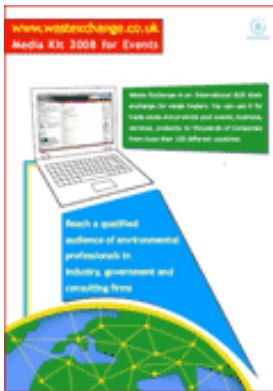 www.wastexchange.co.uk
Media Kit 2008 for Events
Waste Exchange is an International B2B
exchange for waste traders. You can use it for
trade waste and promote your events, business,
services, products, to thousands of Companies
from more than 100 different countries.
Reach a qualified
audience of environmental
professionals in
industry, government and
consulting firms